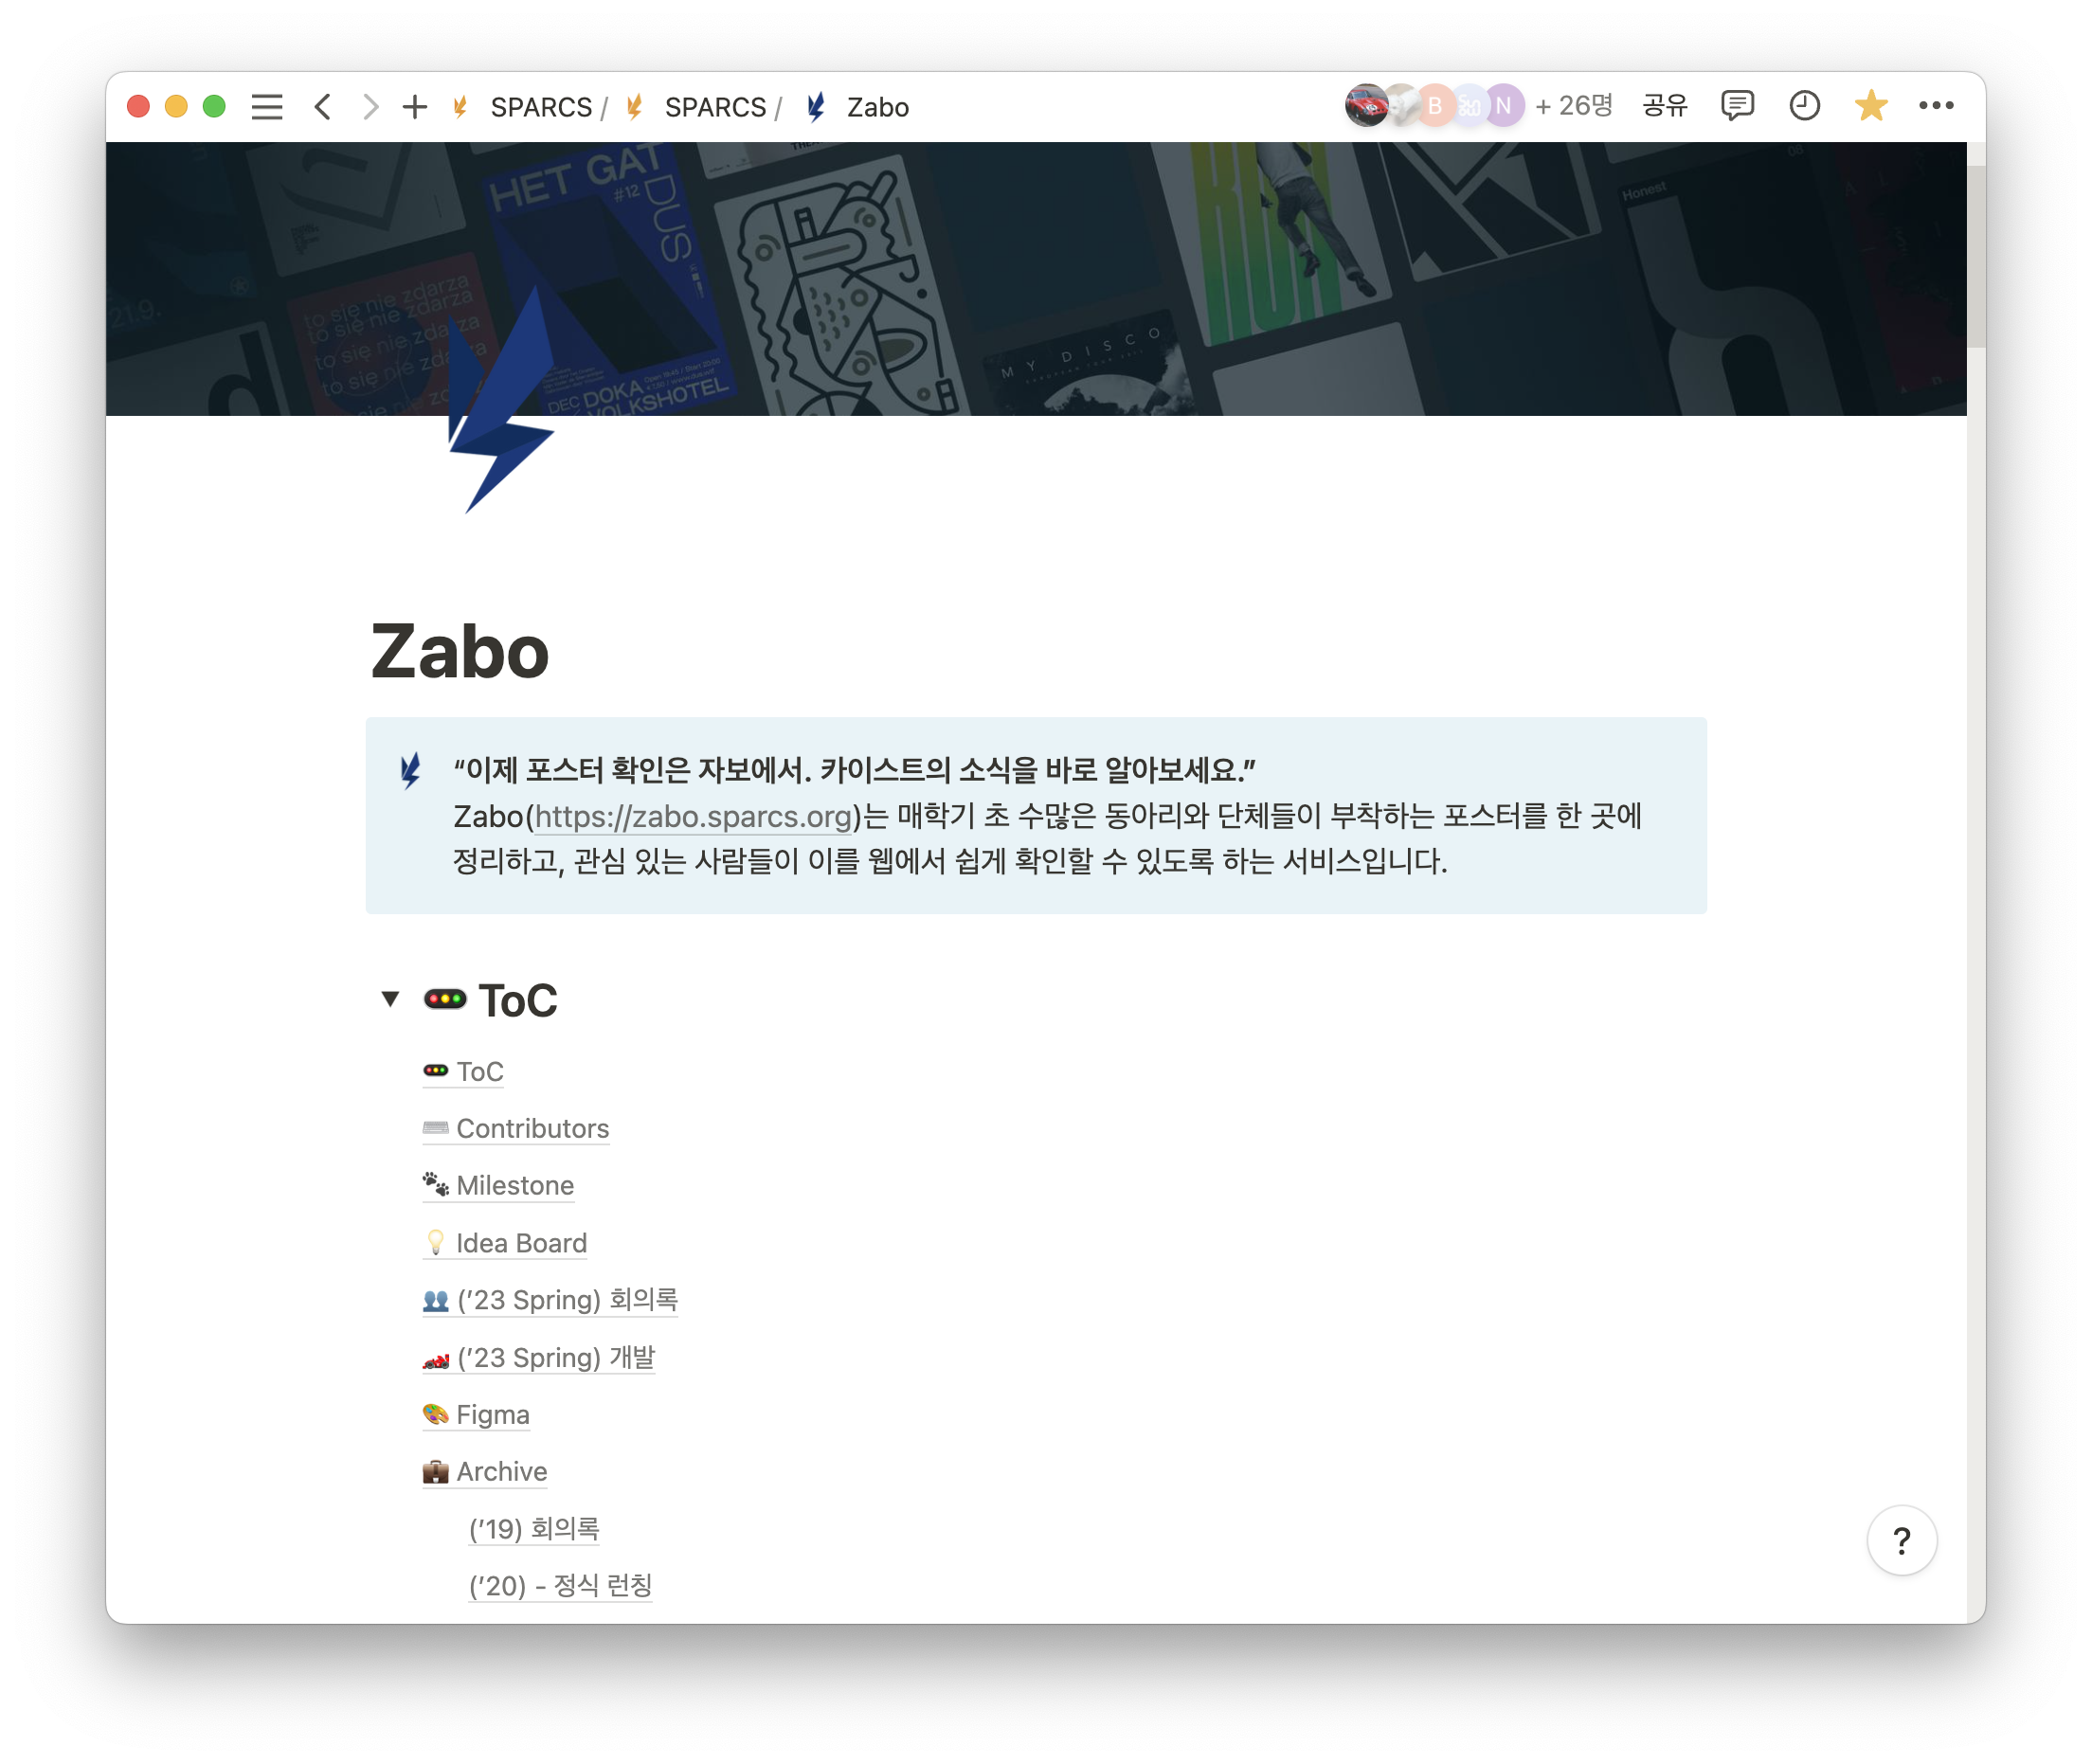 SPARCS / SPARCS / Zabo
B N + 26명 공유
HET GAT
#12
DUS
Honest
08
21.9.
to się nie zdarza
to się nie zdarza
to się nie zdarza
to się nie zdarza
MY DISCO
RUN
d
DEC DOKA
VOLKSHOTEL
Zabo
“이제 포스터 확인은 자보에서. 카이스트의 소식을 바로 알아보세요.”
Zabo(https://zabo.sparcs.org)는 매학기 초 수많은 동아리와 단체들이 부착하는 포스터를 한 곳에
정리하고, 관심 있는 사람들이 이를 웹에서 쉽게 확인할 수 있도록 하는 서비스입니다.
▼ 🚥 ToC
🚥 ToC
⌨️ Contributors
🐾 Milestone
💡 Idea Board
👥 (’23 Spring) 회의록
🏎️ (’23 Spring) 개발
🎨 Figma
💼 Archive
(’19) 회의록
(’20) - 정식 런칭
?